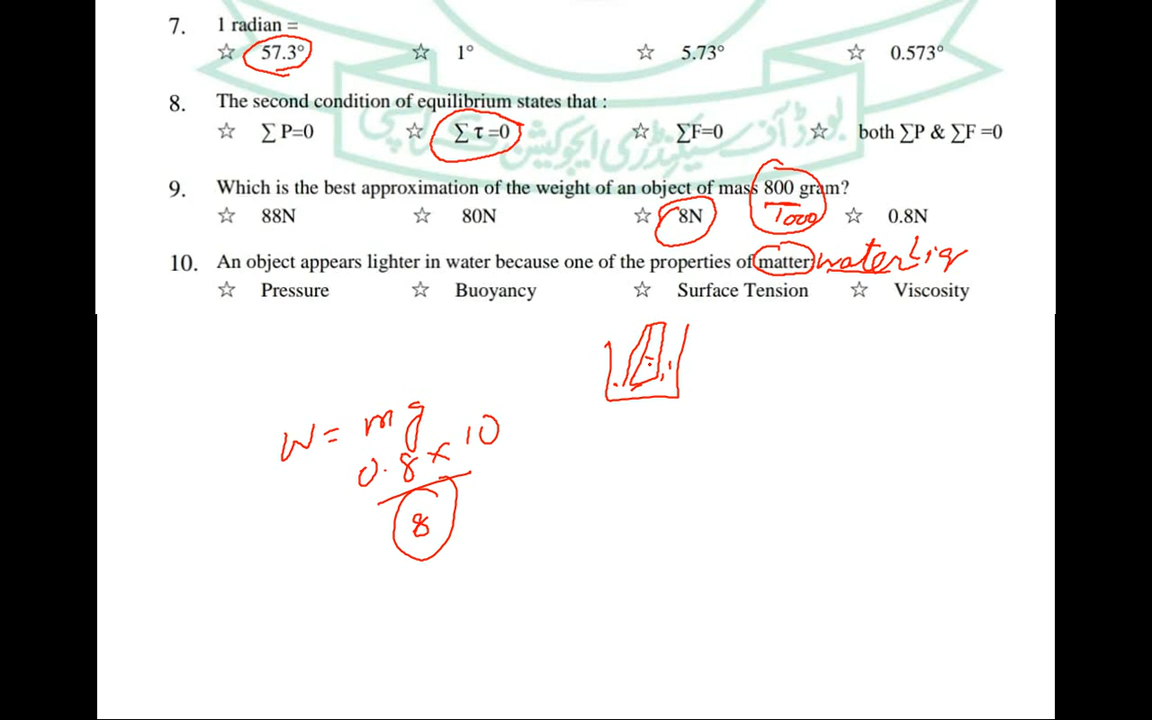 7. 1 radian =
☆ 57.3° ☆ 1° ☆ 5.73° ☆ 0.573°
8. The second condition of equilibrium states that :
☆ ∑ P=0 ☆ ∑ τ =0 ☆ ∑F=0 ☆ both ∑P & ∑F =0
9. Which is the best approximation of the weight of an object of mass 800 gram?
1000
☆ 88N ☆ 80N ☆ 8N ☆ 0.8N
10. An object appears lighter in water because one of the properties of matter water Liq
☆ Pressure ☆ Buoyancy ☆ Surface Tension ☆ Viscosity
W = mg
0.8 × 10
8